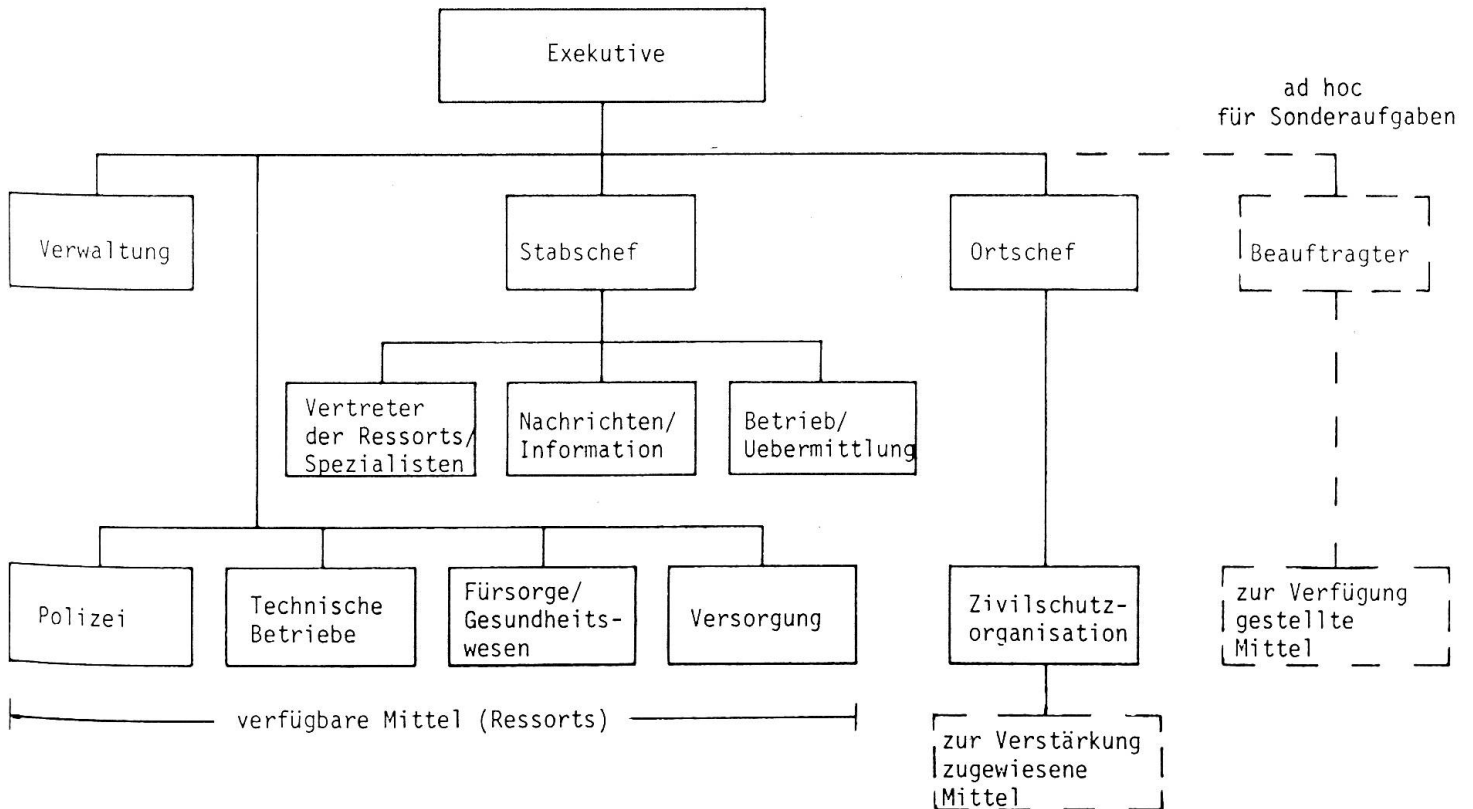 Exekutive
ad hoc
für Sonderaufgaben
Verwaltung
Stabschef
Ortschef
Beauftragter
Vertreter
der Ressorts/
Spezialisten
Nachrichten/
Information
Betrieb/
Uebermittlung
Polizei
Technische
Betriebe
Fürsorge/
Gesundheits-
wesen
Versorgung
Zivilschutz-
organisation
zur Verfügung
gestellte
Mittel
verfügbare Mittel (Ressorts)
zur Verstärkung
zugewiesene
Mittel